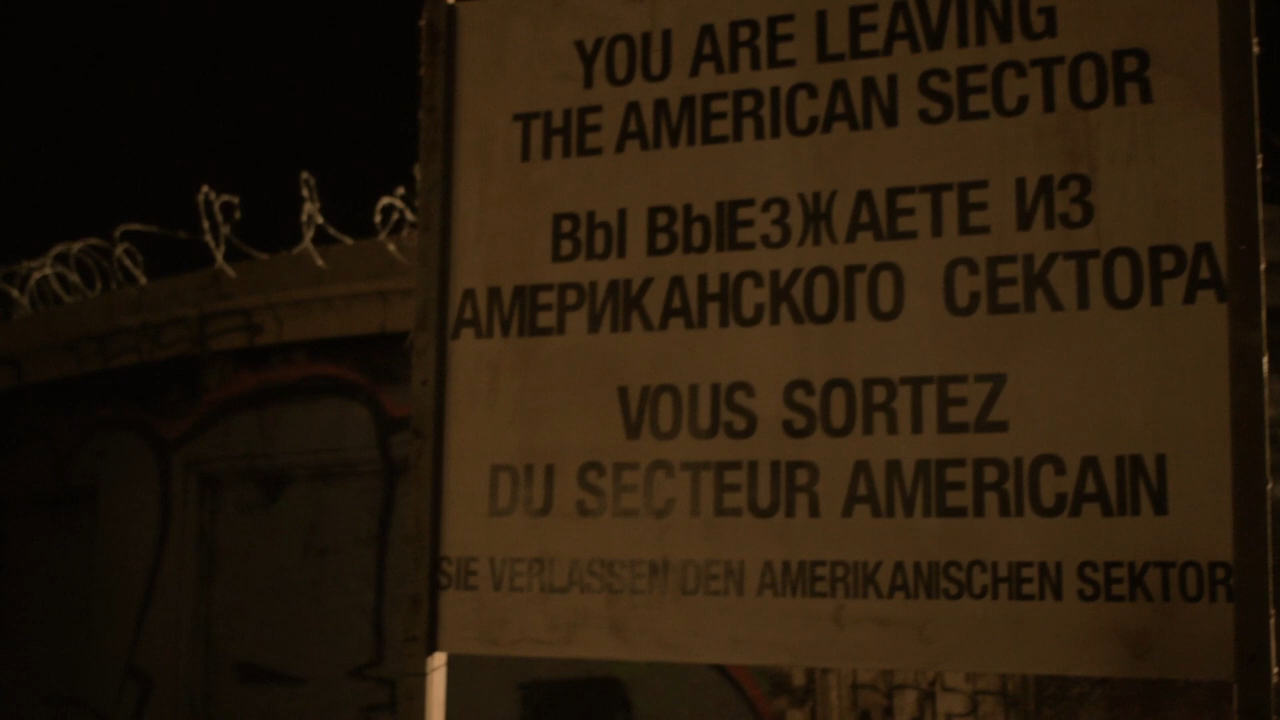 YOU ARE LEAVING
THE AMERICAN SECTOR
ВЫ ВЫЕЗЖАЕТЕ ИЗ
АМЕРИКАНСКОГО СЕКТОРА
VOUS SORTEZ
DU SECTEUR AMERICAIN
SIE VERLASSEN DEN AMERIKANISCHEN SEKTOR